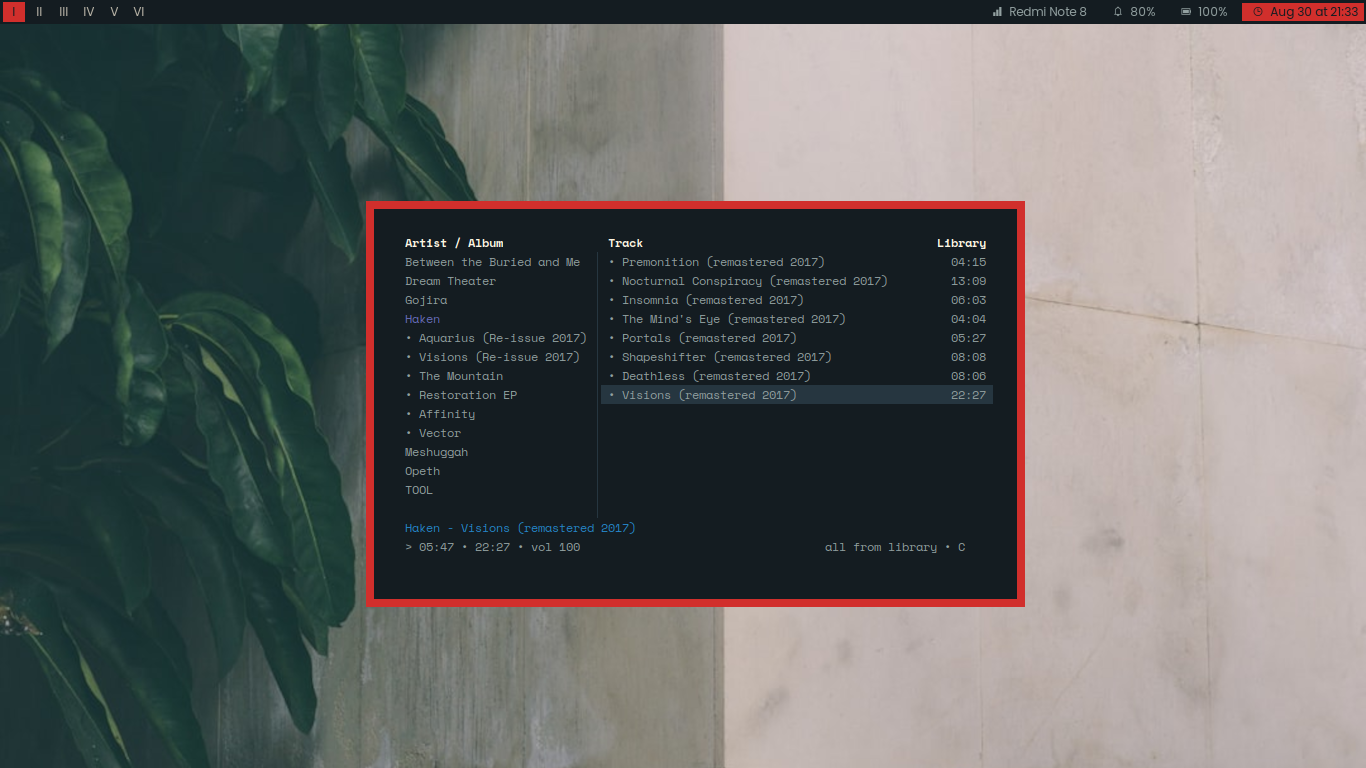 I II III IV V VI Redmi Note 8 80% 100% Aug 30 at 21:33
Artist / Album Track Library
Between the Buried and Me • Premonition (remastered 2017) 04:15
Dream Theater • Nocturnal Conspiracy (remastered 2017) 13:09
Gojira • Insomnia (remastered 2017) 06:03
Haken • The Mind's Eye (remastered 2017) 04:04
• Aquarius (Re-issue 2017) • Portals (remastered 2017) 05:27
• Visions (Re-issue 2017) • Shapeshifter (remastered 2017) 08:08
• The Mountain • Deathless (remastered 2017) 08:06
• Restoration EP • Visions (remastered 2017) 22:27
• Affinity
• Vector
Meshuggah
Opeth
TOOL
Haken - Visions (remastered 2017)
> 05:47 • 22:27 • vol 100 all from library • C